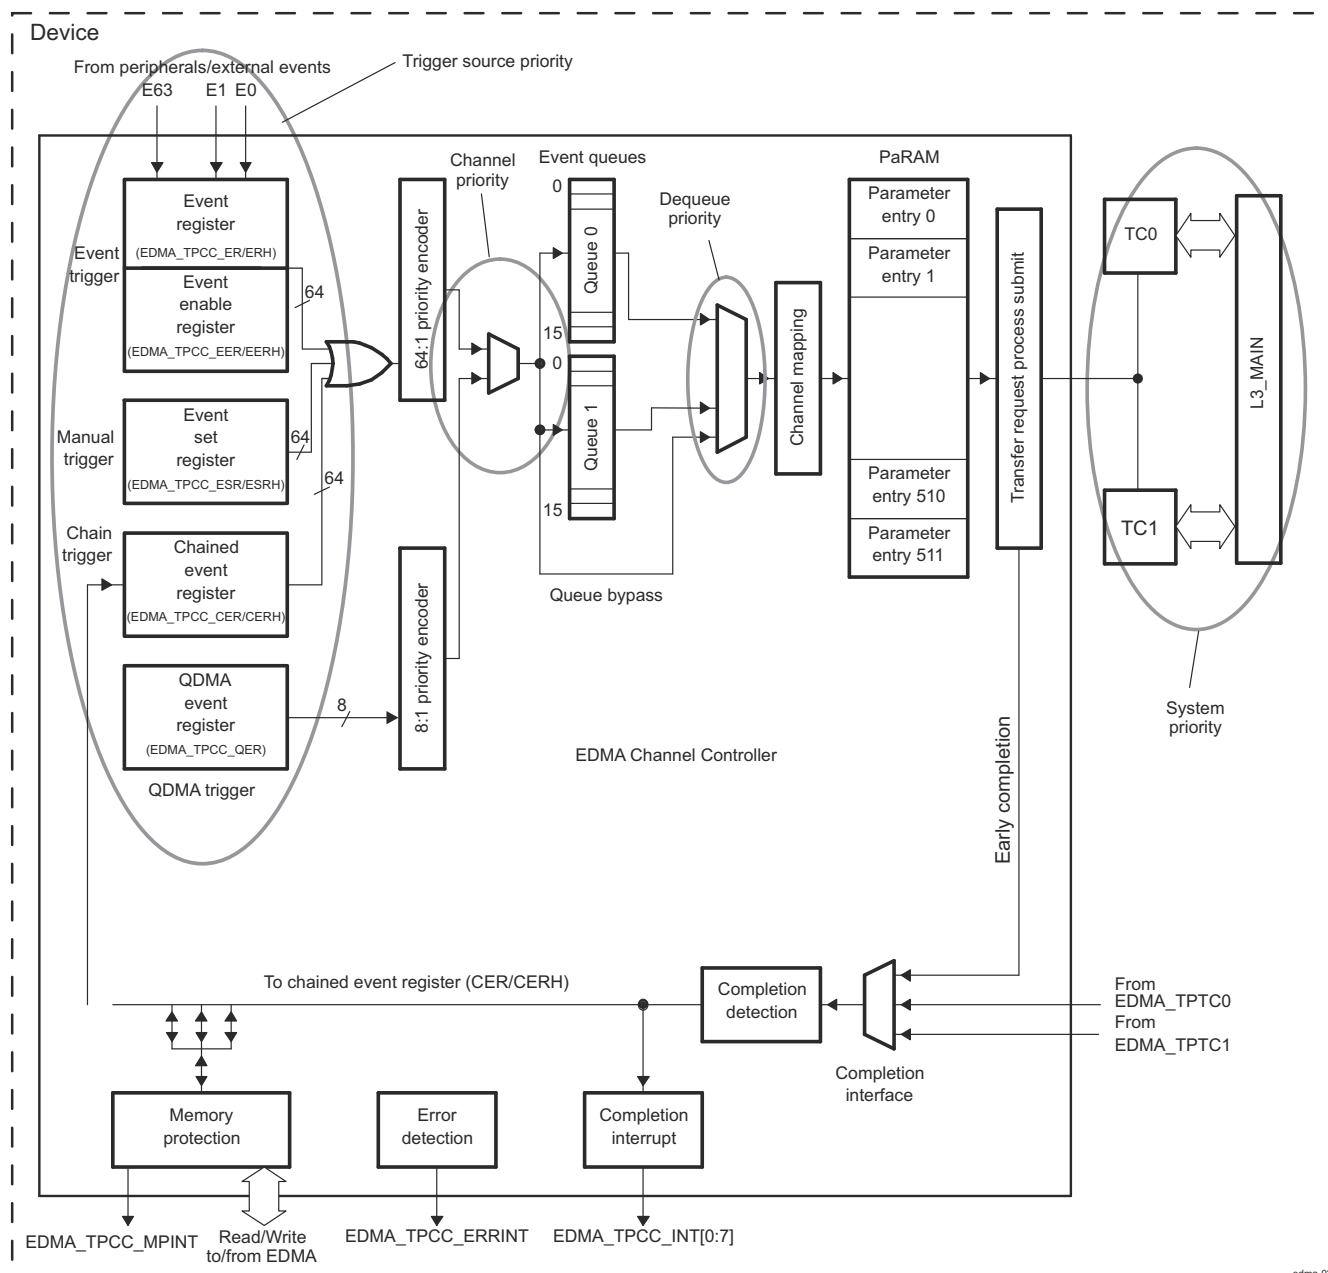 Device
From peripherals/external events
E63
E1 E0
Trigger source priority
Event
register
(EDMA_TPCC_ER/ERH)
Event
trigger
Event
enable
register
(EDMA_TPCC_EER/EERH)
64
Manual
trigger
Event
set
register
(EDMA_TPCC_ESR/ESRH)
64
64
Chain
trigger
Chained
event
register
(EDMA_TPCC_CER/CERH)
QDMA
event
register
(EDMA_TPCC_QER)
8
QDMA trigger
64:1 priority encoder
8:1 priority encoder
Channel
priority
Event queues
0
Queue 0
15
0
Queue 1
15
Queue bypass
Dequeue
priority
Channel mapping
PaRAM
Parameter
entry 0
Parameter
entry 1
Parameter
entry 510
Parameter
entry 511
Transfer request process submit
TC0
TC1
L3_MAIN
System
priority
EDMA Channel Controller
Early completion
To chained event register (CER/CERH)
Completion
detection
From
EDMA_TPTC0
From
EDMA_TPTC1
Completion
interface
Memory
protection
Error
detection
Completion
interrupt
EDMA_TPCC_MPINT
Read/Write
to/from EDMA
EDMA_TPCC_ERRINT
EDMA_TPCC_INT[0:7]